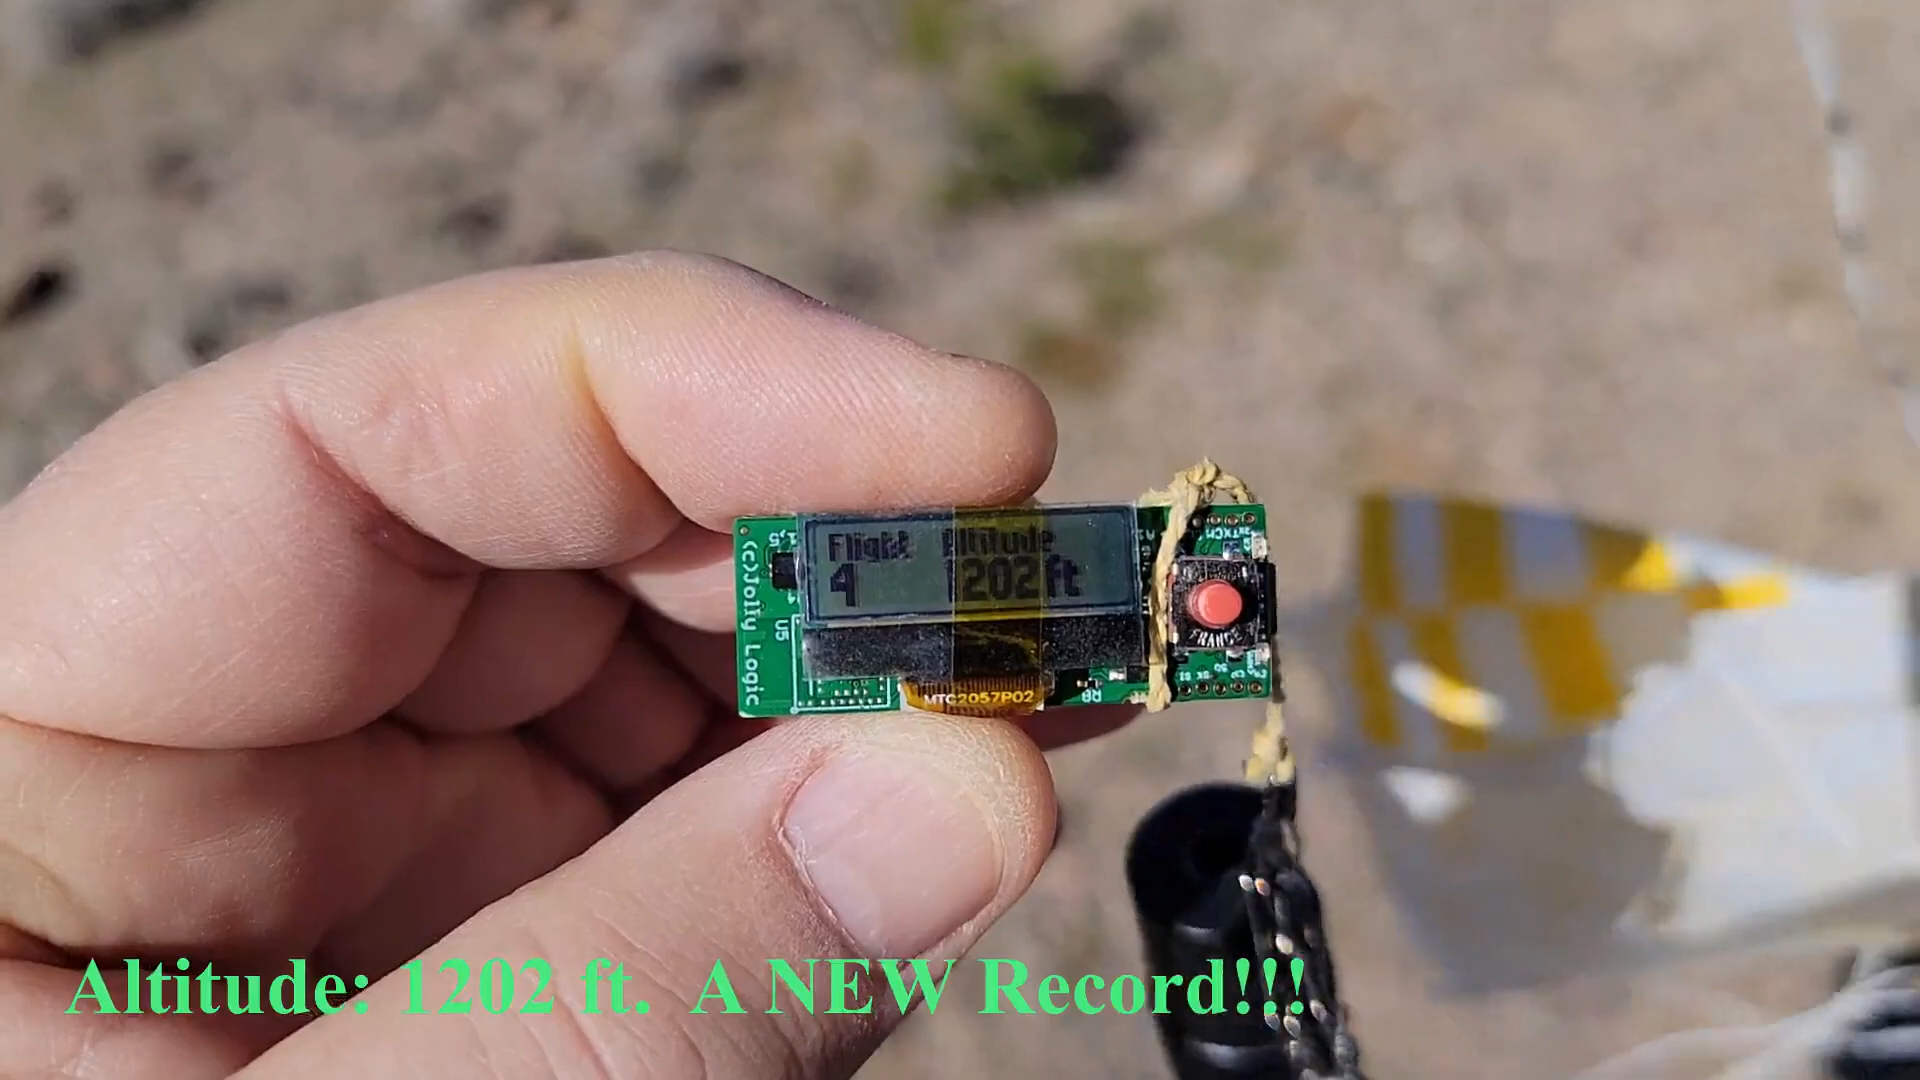 Flight Altitude
4 1202 ft
(c)Jolly Logic
U5
MTC2057P02
R8
FRANCE
Altitude: 1202 ft. A NEW Record!!!